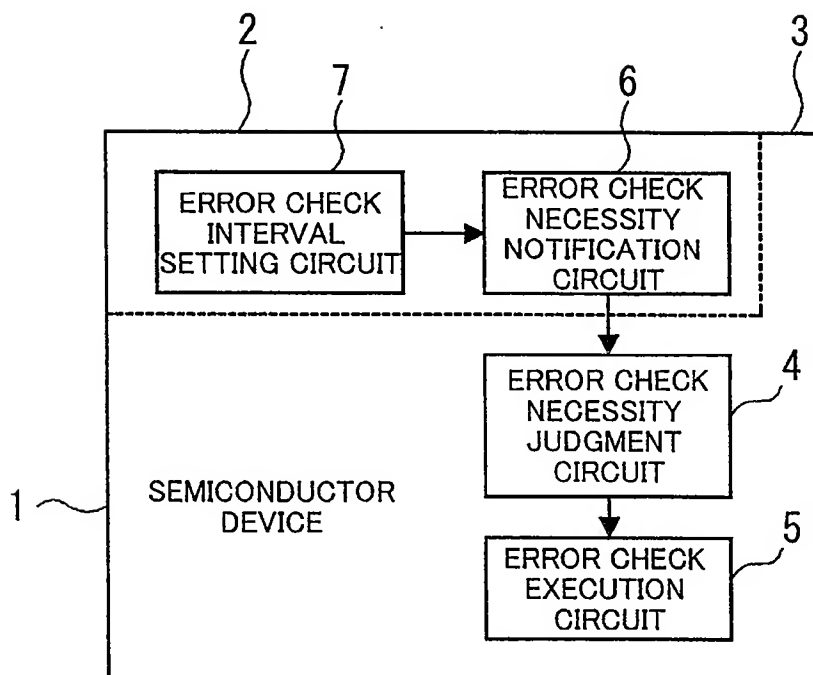 2
3
7
6
ERROR CHECK
INTERVAL
SETTING CIRCUIT
ERROR CHECK
NECESSITY
NOTIFICATION
CIRCUIT
ERROR CHECK
NECESSITY
JUDGMENT
CIRCUIT
4
1
SEMICONDUCTOR
DEVICE
ERROR CHECK
EXECUTION
CIRCUIT
5